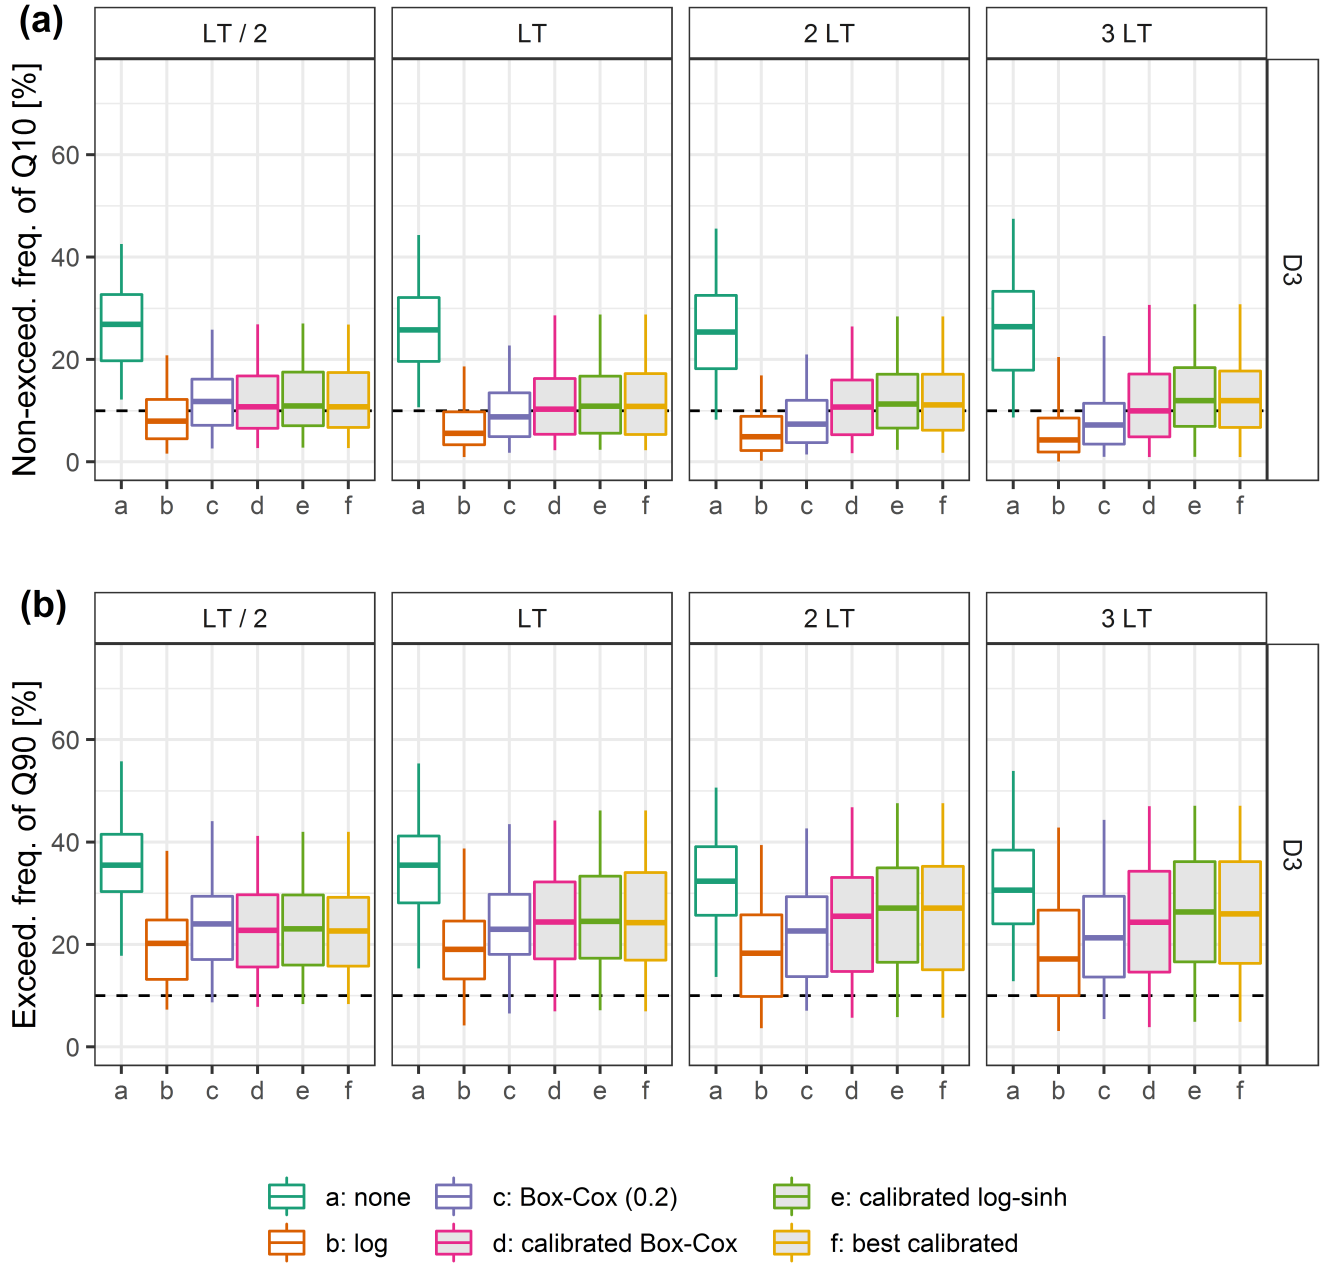 (a)
LT / 2 LT 2 LT 3 LT
Non-exceed. freq. of Q10 [%]
60
40
20
0
D3
a b c d e f a b c d e f a b c d e f a b c d e f
(b)
LT / 2 LT 2 LT 3 LT
Exceed. freq. of Q90 [%]
60
40
20
0
D3
a b c d e f a b c d e f a b c d e f a b c d e f
a: none c: Box-Cox (0.2) e: calibrated log-sinh
b: log d: calibrated Box-Cox f: best calibrated